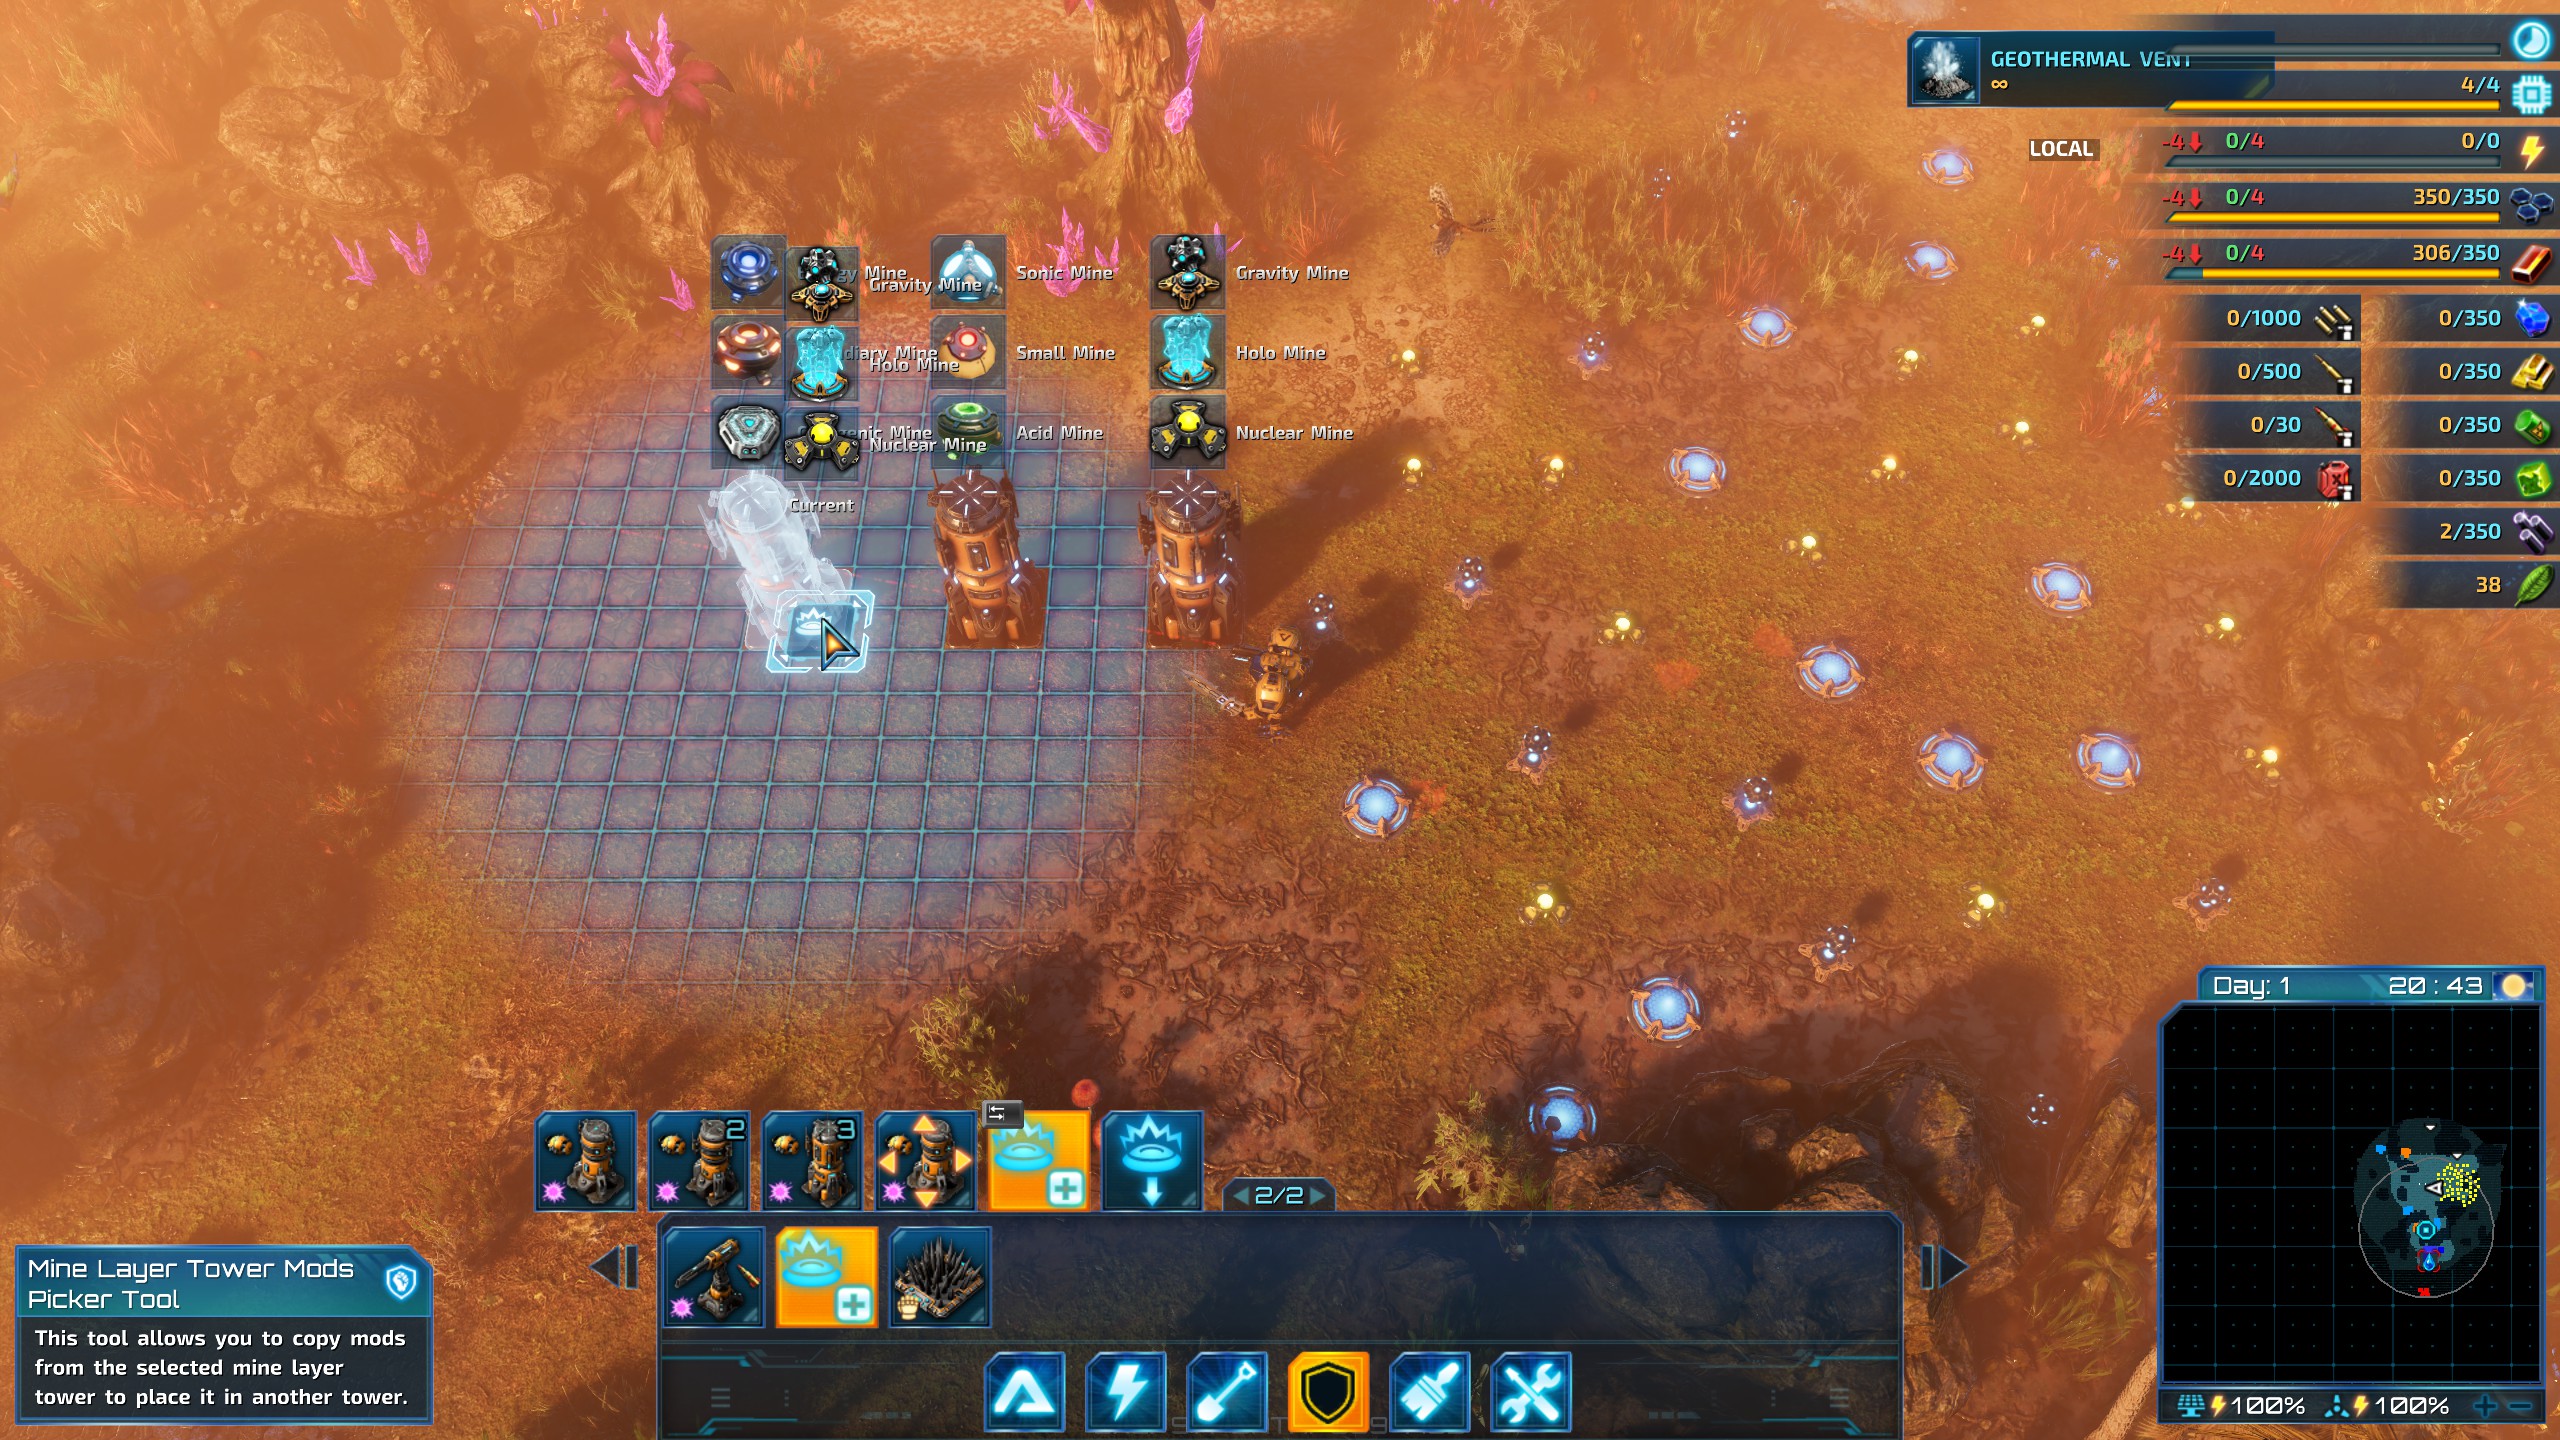 GEOTHERMAL VENT
∞
4/4
LOCAL
-4 0/4 0/0
-4 0/4 350/350
-4 0/4 306/350
0/1000 0/350
0/500 0/350
0/30 0/350
0/2000 0/350
2/350
38
Mine Sonic Mine Gravity Mine
Gravity Mine
Mine Small Mine Holo Mine
Holo Mine
Mine Acid Mine Nuclear Mine
Nuclear Mine
Current
Day: 1 20 : 43
2 3
2/2
Mine Layer Tower Mods
Picker Tool
This tool allows you to copy mods
from the selected mine layer
tower to place it in another tower.
100% 100%